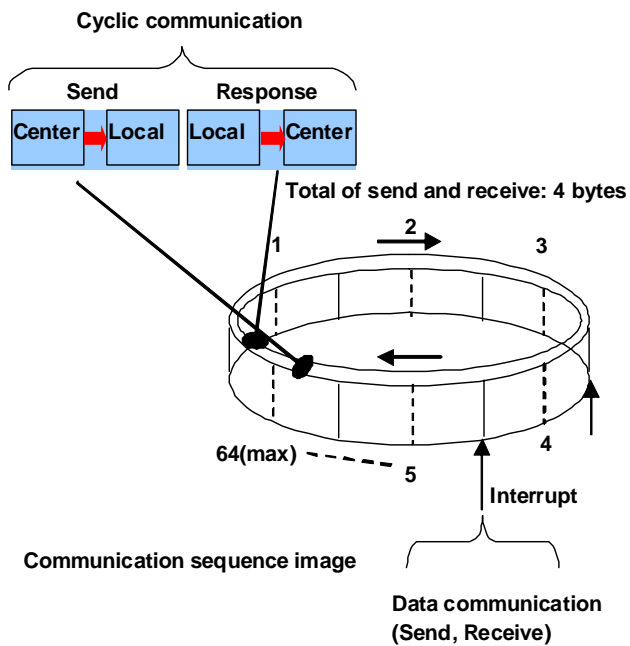 Cyclic communication
Send Response
Center Local Local Center
Total of send and receive: 4 bytes
1 2 3
64(max) 5 4
Interrupt
Communication sequence image
Data communication
(Send, Receive)